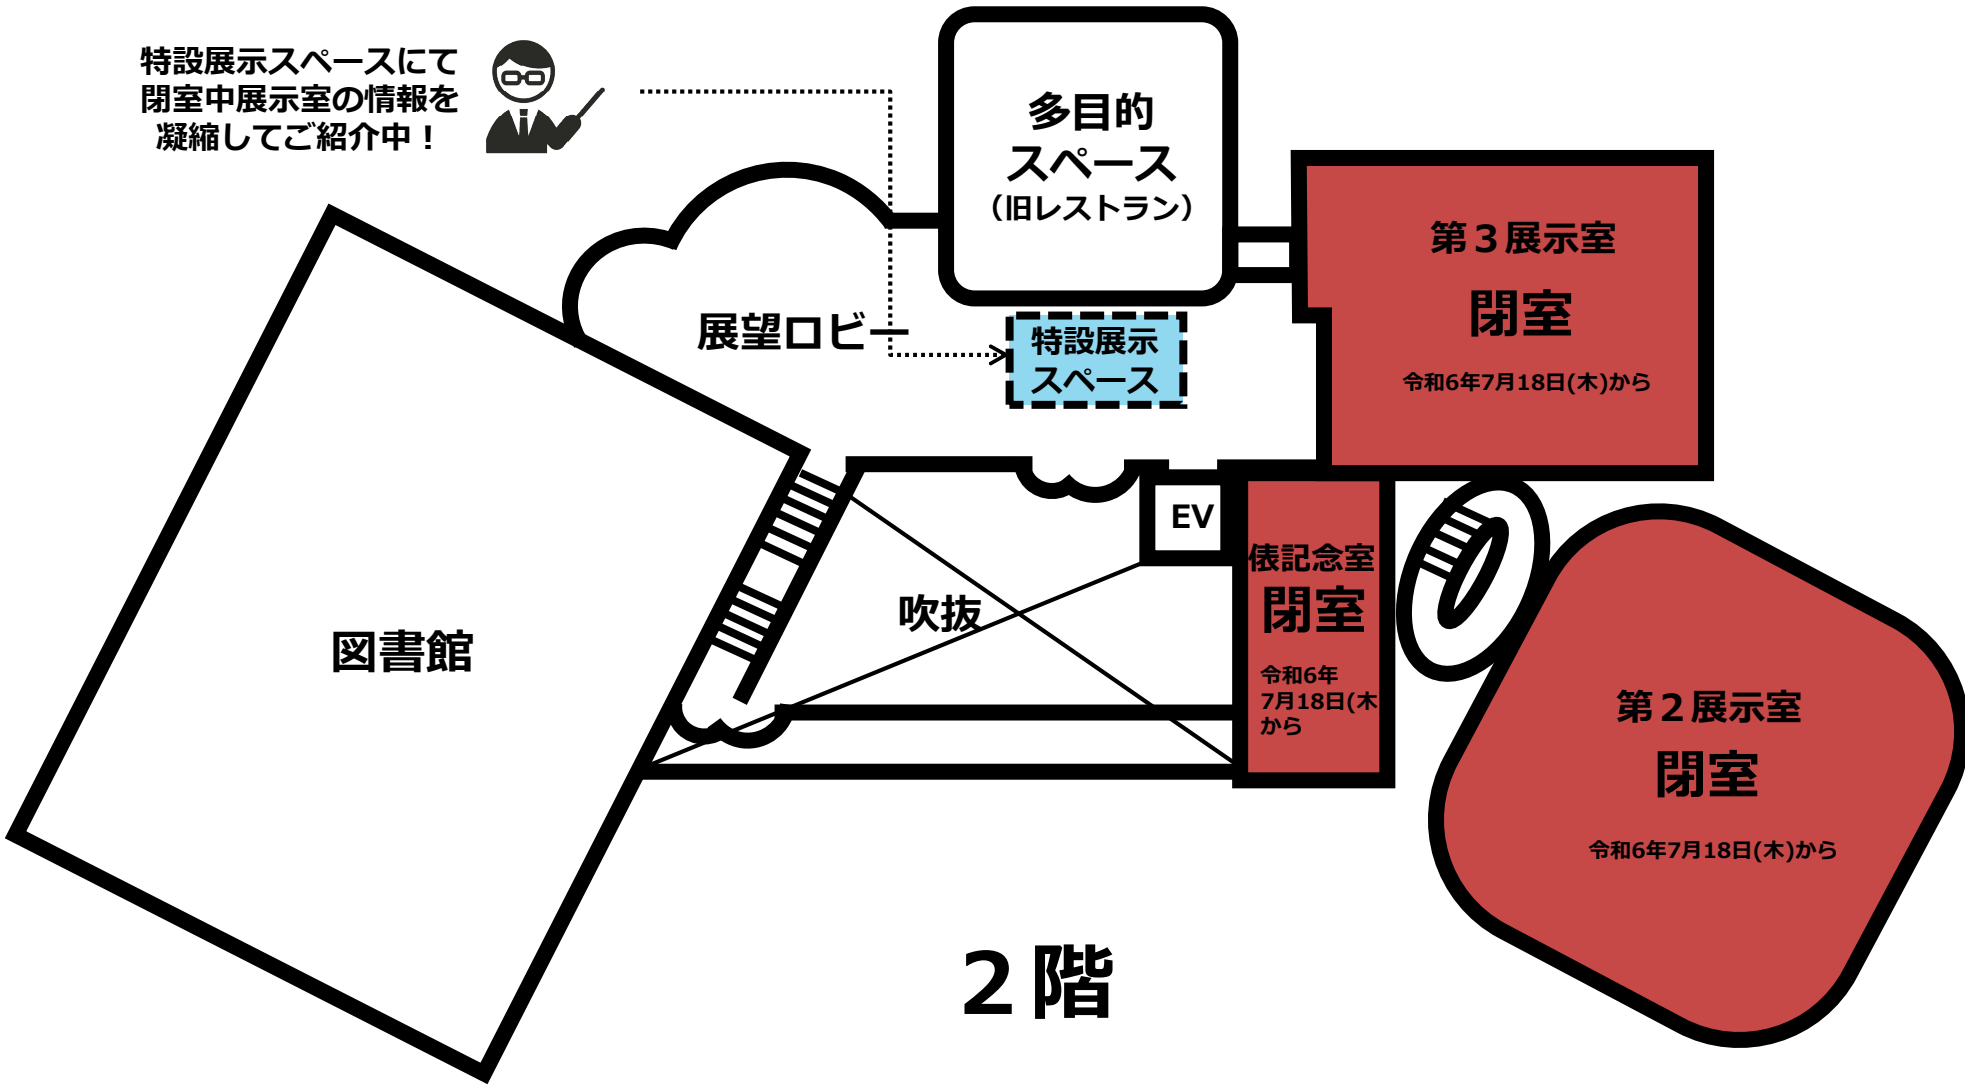 特設展示スペースにて
閉室中展示室の情報を
凝縮してご紹介中！
多目的
スペース
（旧レストラン）
第３展示室
閉室
令和6年7月18日(木)から
展望ロビー
特設展示
スペース
EV
俵記念室
閉室
令和6年
7月18日(木
から
吹抜
図書館
第２展示室
閉室
令和6年7月18日(木)から
２階